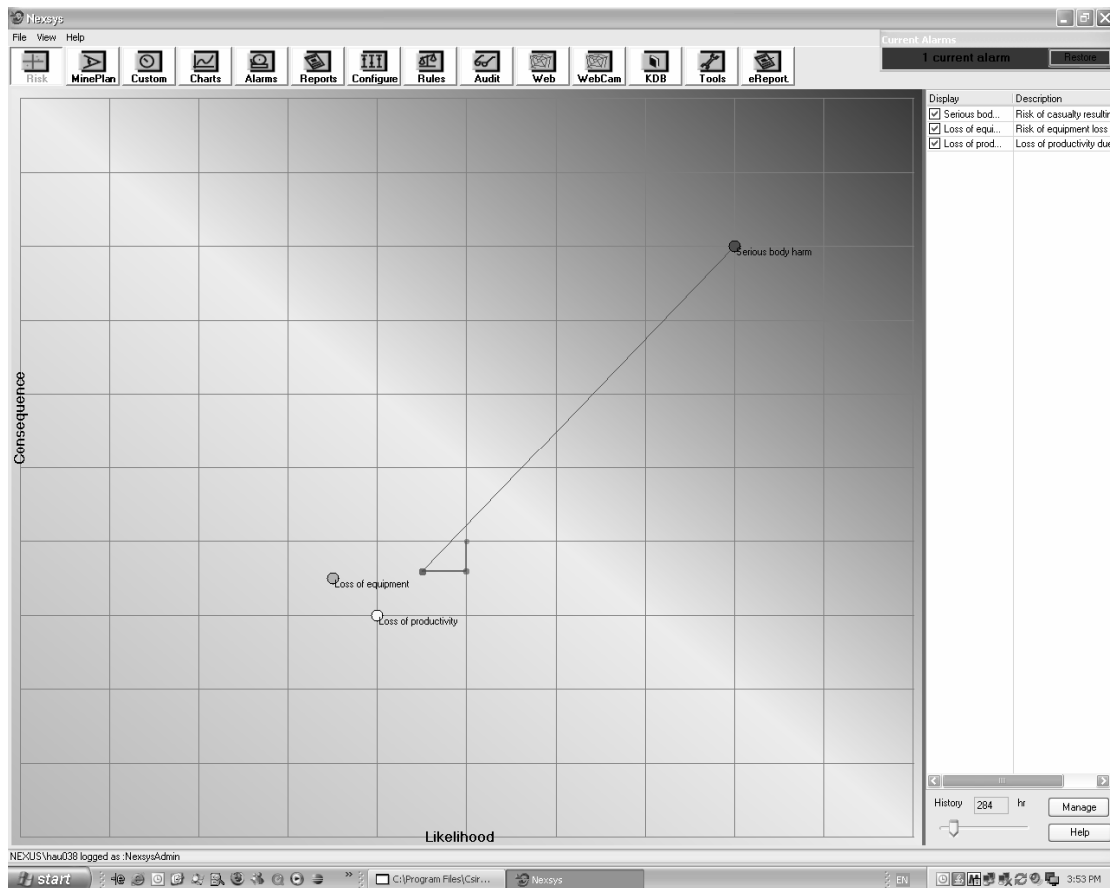 Nexsys
File View Help
Current Alarms
1 current alarm Restore
Risk MinePlan Custom Charts Alarms Reports Configure Rules Audit Web WebCam KDB Tools eReport
Display Description
Serious bod... Risk of casualty resultin
Loss of equi... Risk of equipment loss
Loss of prod... Loss of productivity due
Serious body harm
Consequence
Loss of equipment
Loss of productivity
Likelihood
History 284 hr Manage
Help
NEXUS\hau038 logged as :NexsysAdmin
start C:\Program Files\Csir... Nexsys EN 3:53 PM